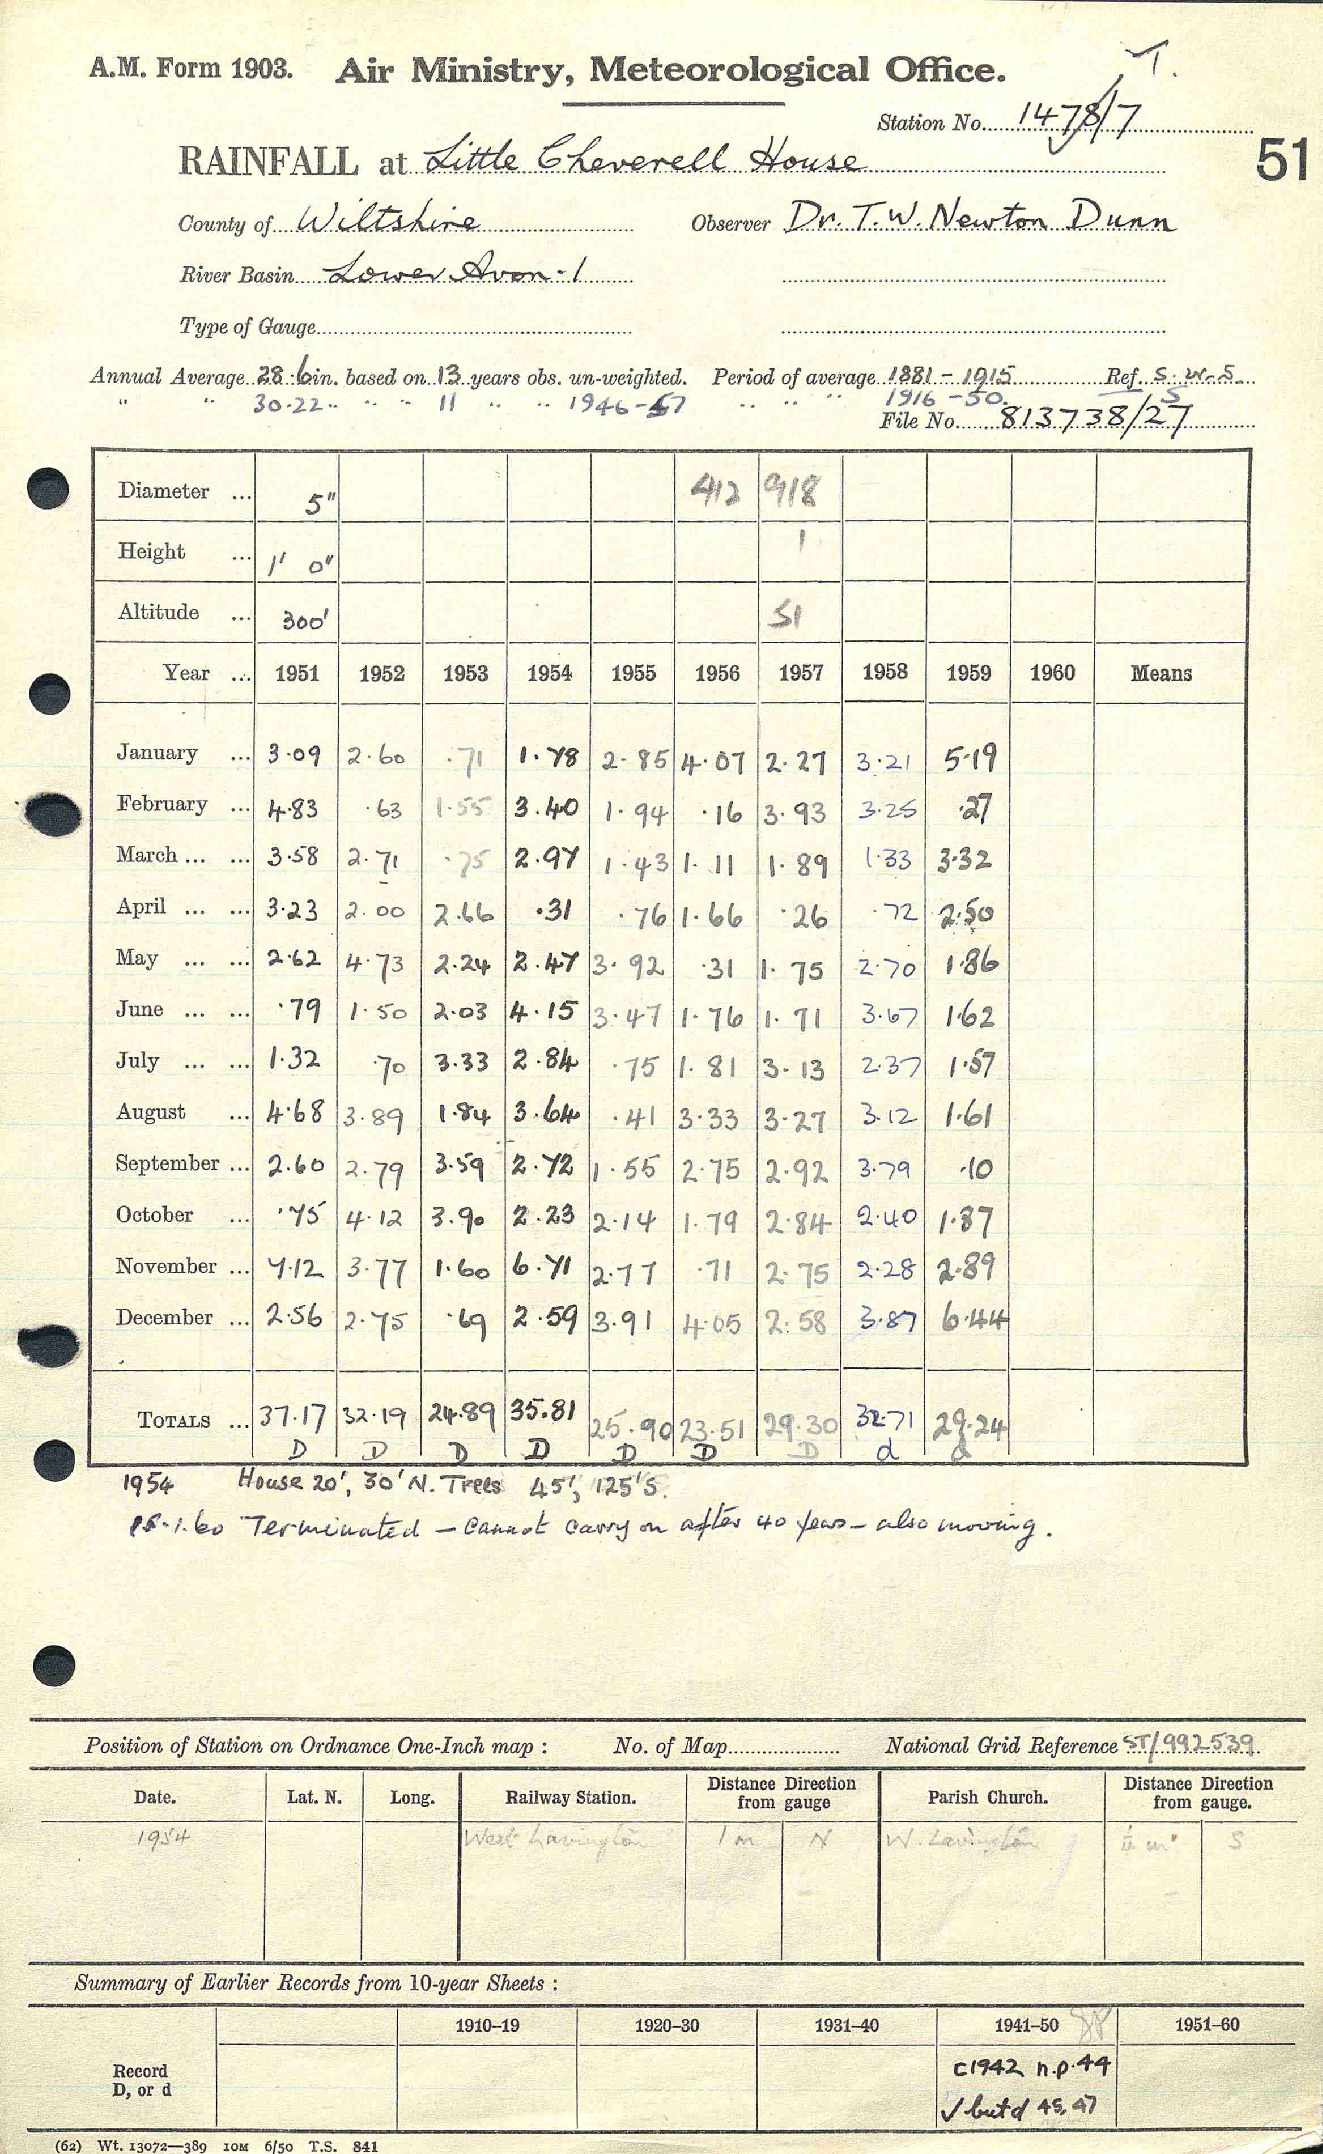 A.M. Form 1903. Air Ministry, Meteorological Office. T.
Station No. 1478/7
51
RAINFALL at Little Cheverell House
County of Wiltshire Observer Dr. T. W. Newton Dunn
River Basin Lower Avon-1
Type of Gauge
Annual Average 28.6 in. based on 13 years obs. un-weighted. Period of average 1881-1915 Ref. S.W.S
" " 30.22 " " " 11 " " 1946-57 " " " 1916-50. S
File No. 813738/27
Diameter ... 5" 412 918
Height ... 1' 0" 1
Altitude ... 300' 51
Year ... 1951 1952 1953 1954 1955 1956 1957 1958 1959 1960 Means
January ... 3.09 2.60 .71 1.78 2.85 4.07 2.27 3.21 5.19
February ... 4.83 .63 1.55 3.40 1.94 .16 3.93 3.25 .27
March ... ... 3.58 2.71 .75 2.97 1.43 1.11 1.89 1.33 3.32
April ... ... 3.23 2.00 2.66 .31 .76 1.66 .26 .72 2.50
May ... ... 2.62 4.73 2.24 2.47 3.92 .31 1.75 2.70 1.86
June ... ... .79 1.50 2.03 4.15 3.47 1.76 1.71 3.67 1.62
July ... ... 1.32 .70 3.33 2.84 .75 1.81 3.13 2.37 1.57
August ... 4.68 3.89 1.84 3.64 .41 3.33 3.27 3.12 1.61
September ... 2.60 2.79 3.59 2.72 1.55 2.75 2.92 3.79 .10
October ... .75 4.12 3.90 2.23 2.14 1.79 2.84 2.40 1.87
November ... 7.12 3.77 1.60 6.71 2.77 .71 2.75 2.28 2.89
December ... 2.56 2.75 .69 2.59 3.91 4.05 2.58 3.87 6.44
TOTALS ... 37.17 32.19 24.89 35.81 25.90 23.51 29.30 32.71 29.24
D D D D D D D d d
1954 House 20', 30' N. Trees 45', 125' S.
15.1.60 Terminated - Cannot carry on after 40 years - also moving.
Position of Station on Ordnance One-Inch map : No. of Map National Grid Reference ST/992539
Date. Lat. N. Long. Railway Station. Distance Direction from gauge Parish Church. Distance Direction from gauge.
1954 West Lavington 1 m N W. Lavington S
Summary of Earlier Records from 10-year Sheets :
1910-19 1920-30 1931-40 1941-50 1951-60
Record D, or d
c1942 n.p. 44
✓ but d 45, 47
(62) Wt. 13072—389 10M 6/50 T.S. 841